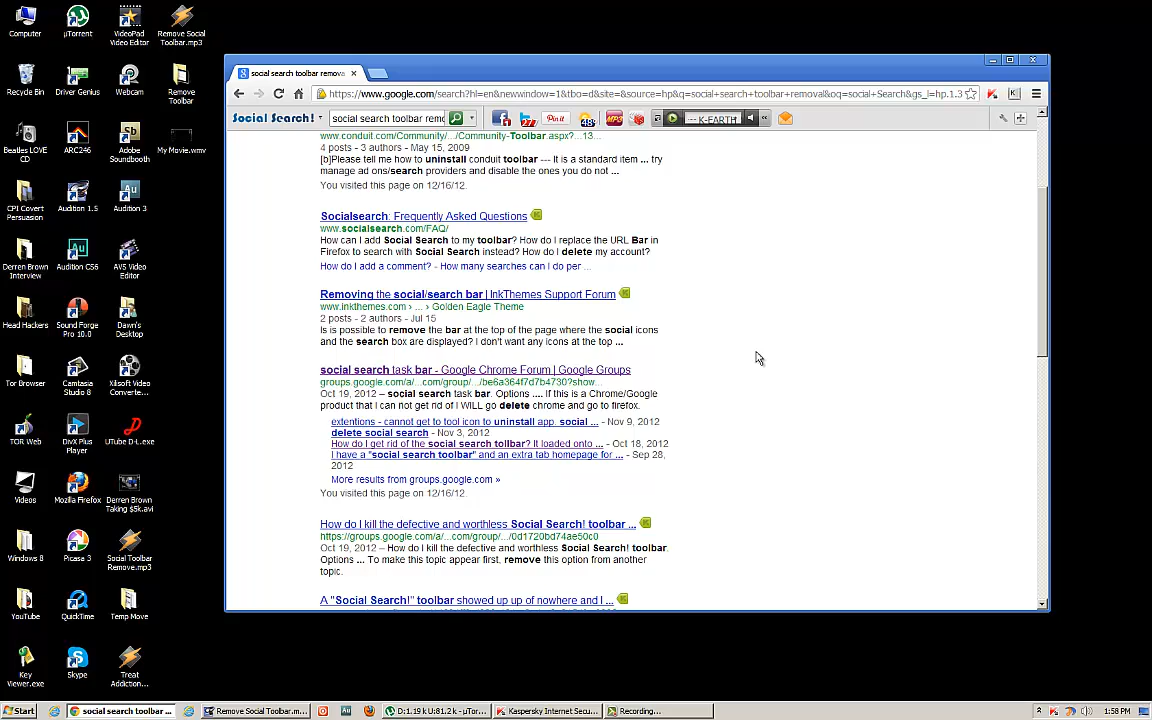 Computer
µTorrent
VideoPad Video Editor
Remove Social Toolbar.mp3
Recycle Bin
Driver Genius
Webcam
Remove Toolbar
Beatles LOVE CD
ARC246
Adobe Soundbooth
My Movie.wmv
CPI Covert Persuasion
Audition 1.5
Audition 3
Derren Brown Interview
Audition CS6
AVS Video Editor
Head Hackers
Sound Forge Pro 10.0
Dawn's Desktop
Tor Browser
Camtasia Studio 8
Xilisoft Video Converte...
TOR Web
DivX Plus Player
UTube D-L.exe
Videos
Mozilla Firefox
Derren Brown Taking $5k.avi
Windows 8
Picasa 3
Social Toolbar Remove.mp3
YouTube
QuickTime
Temp Move
Key Viewer.exe
Skype
Treat Addiction...
social search toolbar remova
https://www.google.com/search?hl=en&newwindow=1&tbo=d&site=&source=hp&q=social+search+toolbar+removal&oq=social+Search&gs_l=hp.1.3
Social Search!
social search toolbar remo
Pin it
MP3
K-EARTH
www.conduit.com/Community/.../Community-Toolbar.aspx?...13...
4 posts - 3 authors - May 15, 2009
[b]Please tell me how to uninstall conduit toolbar --- It is a standard item ... try
manage ad ons/search providers and disable the ones you do not ...
You visited this page on 12/16/12.
Socialsearch: Frequently Asked Questions
www.socialsearch.com/FAQ/
How can I add Social Search to my toolbar? How do I replace the URL Bar in
Firefox to search with Social Search instead? How do I delete my account?
How do I add a comment? - How many searches can I do per ...
Removing the social/search bar | InkThemes Support Forum
www.inkthemes.com › ... › Golden Eagle Theme
2 posts - 2 authors - Jul 15
Is is possible to remove the bar at the top of the page where the social icons
and the search box are displayed? I don't want any icons at the top ...
social search task bar - Google Chrome Forum | Google Groups
groups.google.com/a/...com/group/.../be6a364f7d7b4730?show...
Oct 19, 2012 – social search task bar. Options .... If this is a Chrome/Google
product that I can not get rid of I WILL go delete chrome and go to firefox.
extentions - cannot get to tool icon to uninstall app. social ... - Nov 9, 2012
delete social search - Nov 3, 2012
How do I get rid of the social search tollbar? It loaded onto ... - Oct 18, 2012
I have a "social search toolbar" and an extra tab homepage for ... - Sep 28,
2012
More results from groups.google.com »
You visited this page on 12/16/12.
How do I kill the defective and worthless Social Search! toolbar ...
https://groups.google.com/a/...com/group/.../0d1720bd74ae50c0
Oct 19, 2012 – How do I kill the defective and worthless Social Search! toolbar.
Options ... To make this topic appear first, remove this option from another
topic.
A "Social Search!" toolbar showed up up of nowhere and I ...
Start
social search toolbar ...
Remove Social Toolbar.m...
D:1.19 k U:81.2 k - µTor...
Kaspersky Internet Secu...
Recording...
1:58 PM